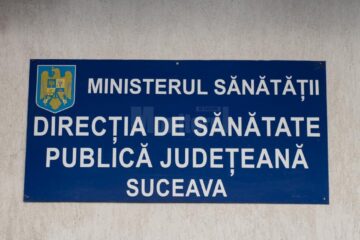 MINISTERUL SĂNĂTĂȚII
DIRECȚIA DE SĂNĂTATE
PUBLICĂ JUDEȚEANĂ
SUCEAVA